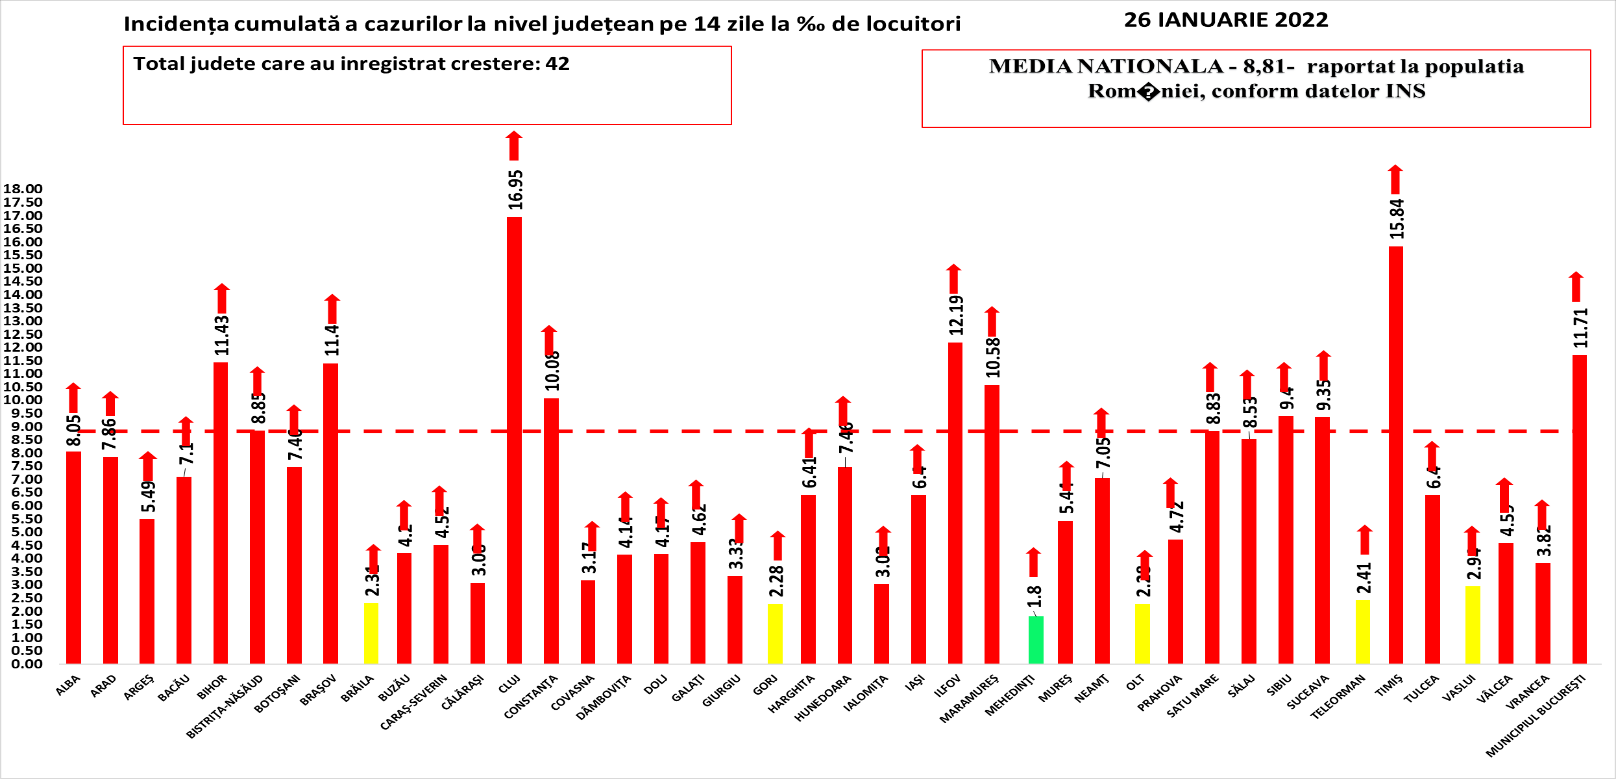 Incidența cumulată a cazurilor la nivel județean pe 14 zile la ‰ de locuitori
26 IANUARIE 2022
Total judete care au inregistrat crestere: 42
MEDIA NATIONALA - 8,81- raportat la populatia
Rom�niei, conform datelor INS
18.00
17.50
17.00
16.50
16.00
15.50
15.00
14.50
14.00
13.50
13.00
12.50
12.00
11.50
11.00
10.50
10.00
9.50
9.00
8.50
8.00
7.50
7.00
6.50
6.00
5.50
5.00
4.50
4.00
3.50
3.00
2.50
2.00
1.50
1.00
0.50
0.00
8.05
7.86
5.49
7.1
11.43
8.85
7.46
11.4
4.2
4.52
3.08
16.95
10.08
3.17
4.14
4.17
4.62
3.33
2.28
6.41
7.46
3.02
6.4
12.19
10.58
1.8
5.44
7.05
4.72
8.83
8.53
9.4
9.35
2.41
15.84
6.4
2.94
3.82
11.71
ALBA
ARAD
ARGEȘ
BACĂU
BIHOR
BISTRIȚA-NĂSĂUD
BOTOȘANI
BRAȘOV
BRĂILA
BUZĂU
CARAȘ-SEVERIN
CĂLĂRAȘI
CLUJ
CONSTANȚA
COVASNA
DÂMBOVIȚA
DOLJ
GALAȚI
GIURGIU
GORJ
HARGHITA
HUNEDOARA
IALOMIȚA
IAȘI
ILFOV
MARAMUREȘ
MEHEDINȚI
MUREȘ
NEAMȚ
OLT
PRAHOVA
SATU MARE
SĂLAJ
SIBIU
SUCEAVA
TELEORMAN
TIMIȘ
TULCEA
VASLUI
VÂLCEA
VRANCEA
MUNICIPIUL BUCUREȘTI